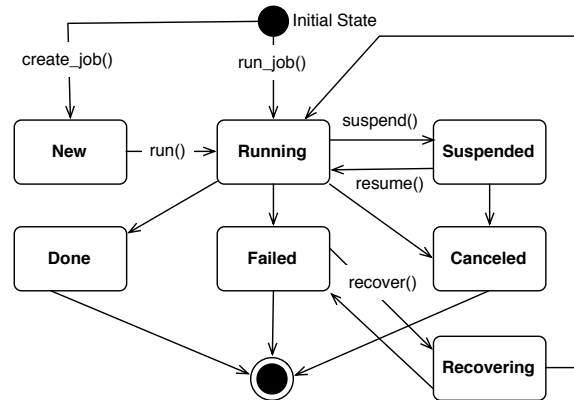 Initial State
create_job()
run_job()
New
run()
Running
suspend()
resume()
Suspended
Done
Failed
recover()
Canceled
Recovering